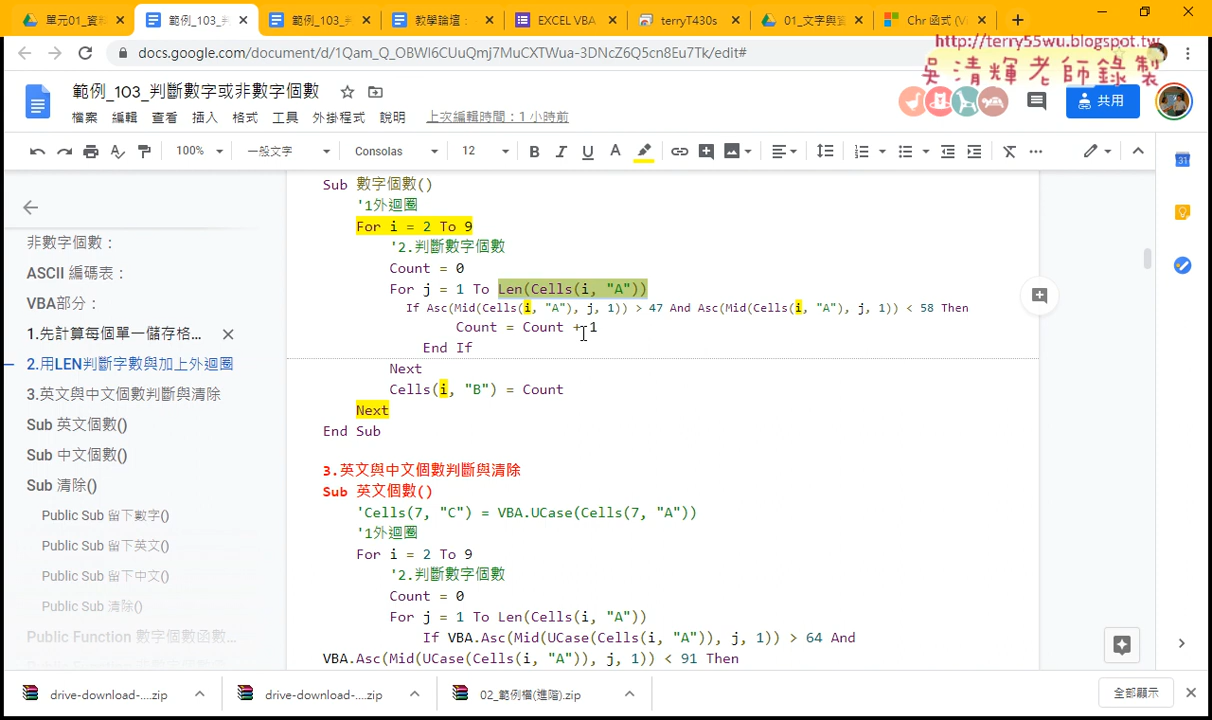 單元01_資料
範例_103_判
範例_103_判
教學論壇：
EXCEL VBA
terryT430s
01_文字與資
Chr 函式 (Vi
docs.google.com/document/d/1Qam_Q_OBWI6CUuQmj7MuCXTWua-3DNcZ6Q5cn8Eu7Tk/edit#
http://terry55wu.blogspot.tw
吳清輝老師錄製
範例_103_判斷數字或非數字個數
共用
檔案 編輯 查看 插入 格式 工具 外掛程式 說明 上次編輯時間：1 小時前
100% 一般文字 Consolas 12 B I U A
31
非數字個數：
ASCII 編碼表：
VBA部分：
1.先計算每個單一儲存格...
2.用LEN判斷字數與加上外迴圈
3.英文與中文個數判斷與清除
Sub 英文個數()
Sub 中文個數()
Sub 清除()
Public Sub 留下數字()
Public Sub 留下英文()
Public Sub 留下中文()
Public Sub 清除()
Public Function 數字個數函數...
Sub 數字個數()
'1外迴圈
For i = 2 To 9
'2.判斷數字個數
Count = 0
For j = 1 To Len(Cells(i, "A"))
If Asc(Mid(Cells(i, "A"), j, 1)) > 47 And Asc(Mid(Cells(i, "A"), j, 1)) < 58 Then
Count = Count + 1
End If
Next
Cells(i, "B") = Count
Next
End Sub
3.英文與中文個數判斷與清除
Sub 英文個數()
'Cells(7, "C") = VBA.UCase(Cells(7, "A"))
'1外迴圈
For i = 2 To 9
'2.判斷數字個數
Count = 0
For j = 1 To Len(Cells(i, "A"))
If VBA.Asc(Mid(UCase(Cells(i, "A")), j, 1)) > 64 And
VBA.Asc(Mid(UCase(Cells(i, "A")), j, 1)) < 91 Then
drive-download-....zip
drive-download-....zip
02_範例檔(進階).zip
全部顯示